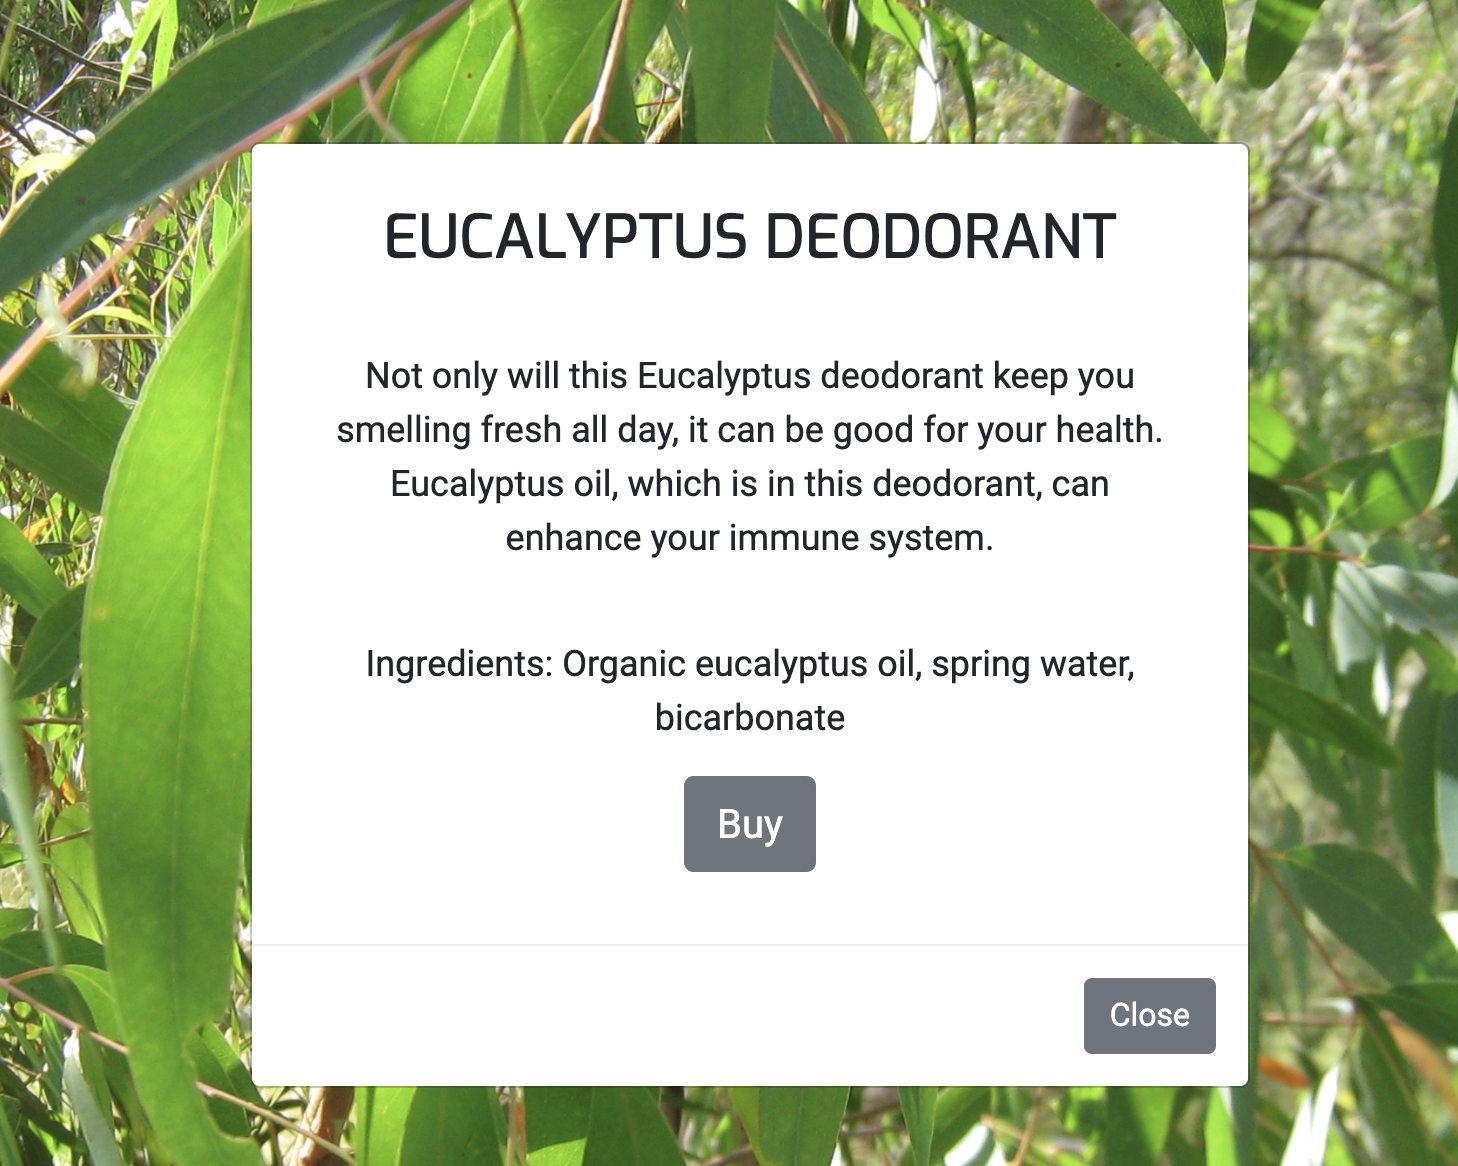 EUCALYPTUS DEODORANT
Not only will this Eucalyptus deodorant keep you
smelling fresh all day, it can be good for your health.
Eucalyptus oil, which is in this deodorant, can
enhance your immune system.
Ingredients: Organic eucalyptus oil, spring water,
bicarbonate
Buy
Close